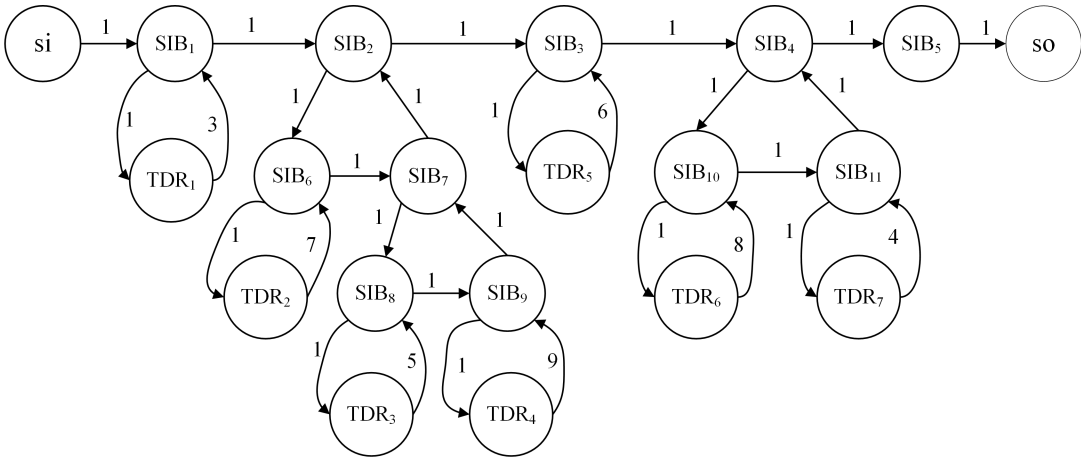 1 1 1 1 1 1
si SIB1 SIB2 SIB3 SIB4 SIB5 so
1 3 1 1 1 6 1 1
TDR1 SIB6 1 SIB7 TDR5 SIB10 1 SIB11
1 7 1 1 1 8 1 4
TDR2 SIB8 1 SIB9 TDR6 TDR7
1 5 1 9
TDR3 TDR4